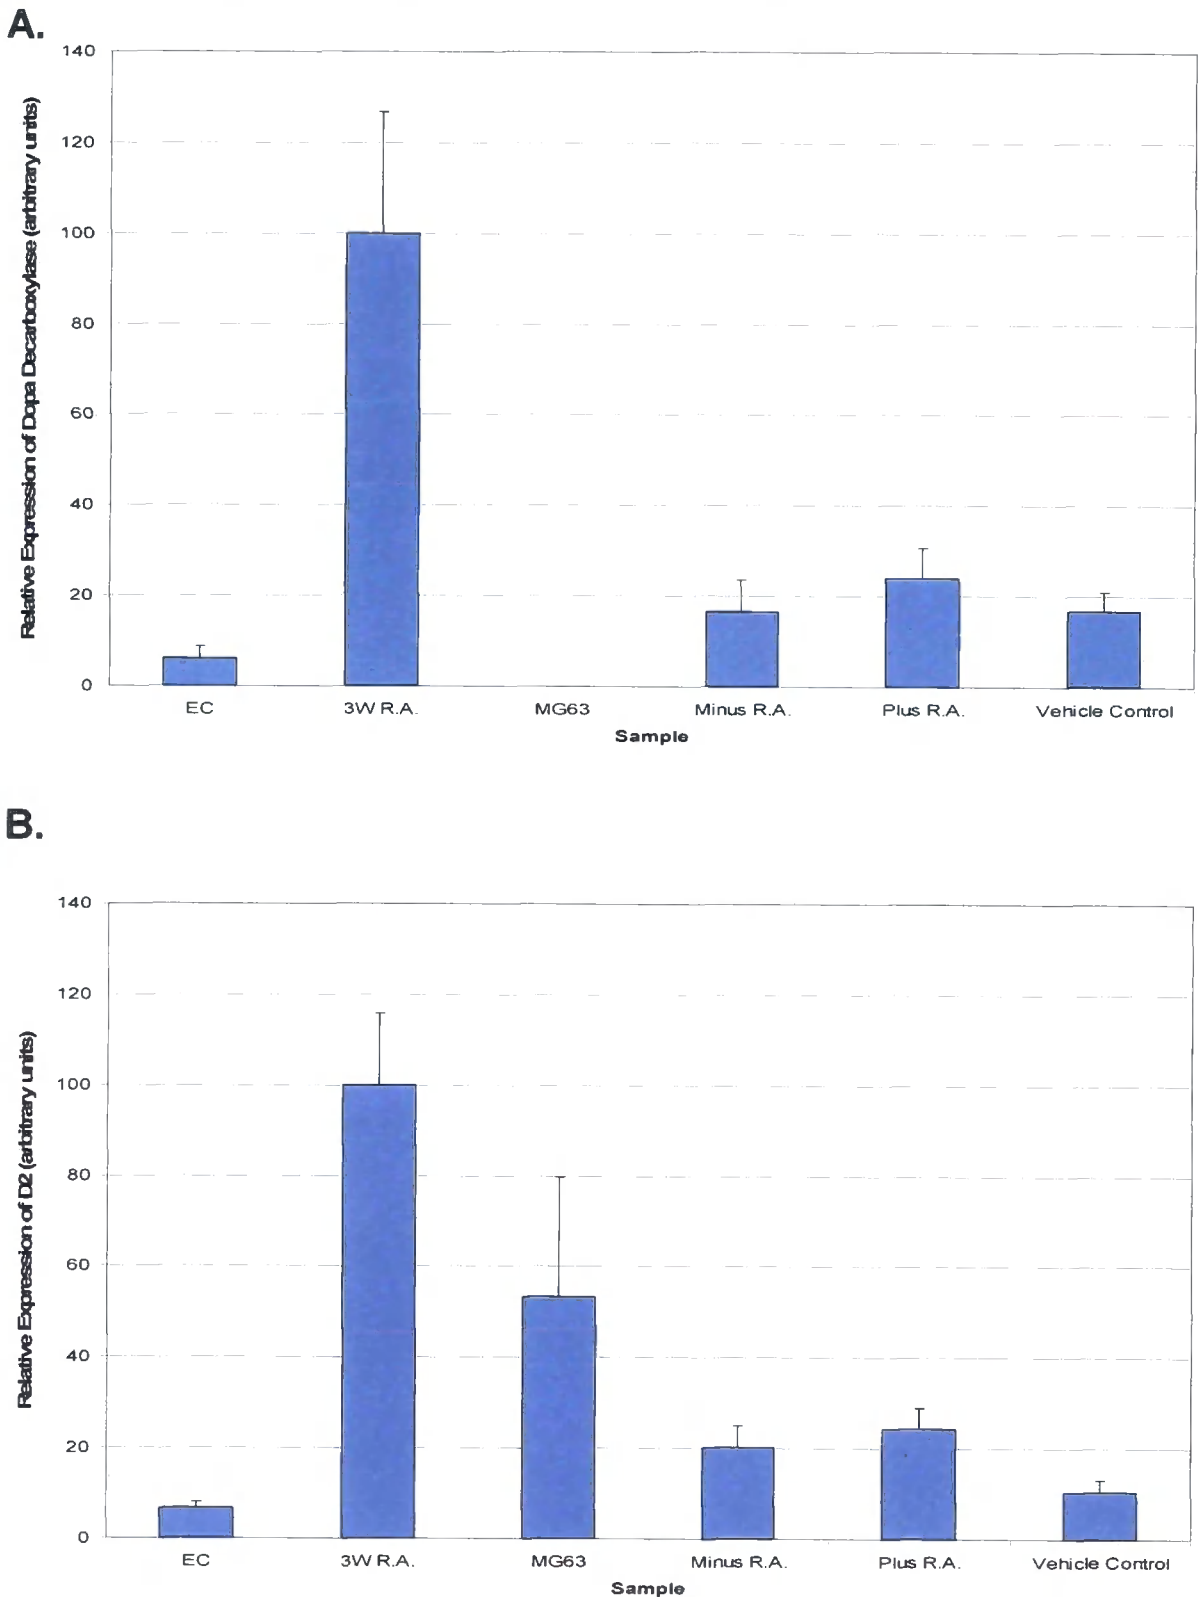 A.
Relative Expression of Dopa Decarboxylase (arbitrary units)
140
120
100
80
60
40
20
0
EC 3W R.A. MG63 Minus R.A. Plus R.A. Vehicle Control
Sample
B.
Relative Expression of D2 (arbitrary units)
140
120
100
80
60
40
20
0
EC 3W R.A. MG63 Minus R.A. Plus R.A. Vehicle Control
Sample